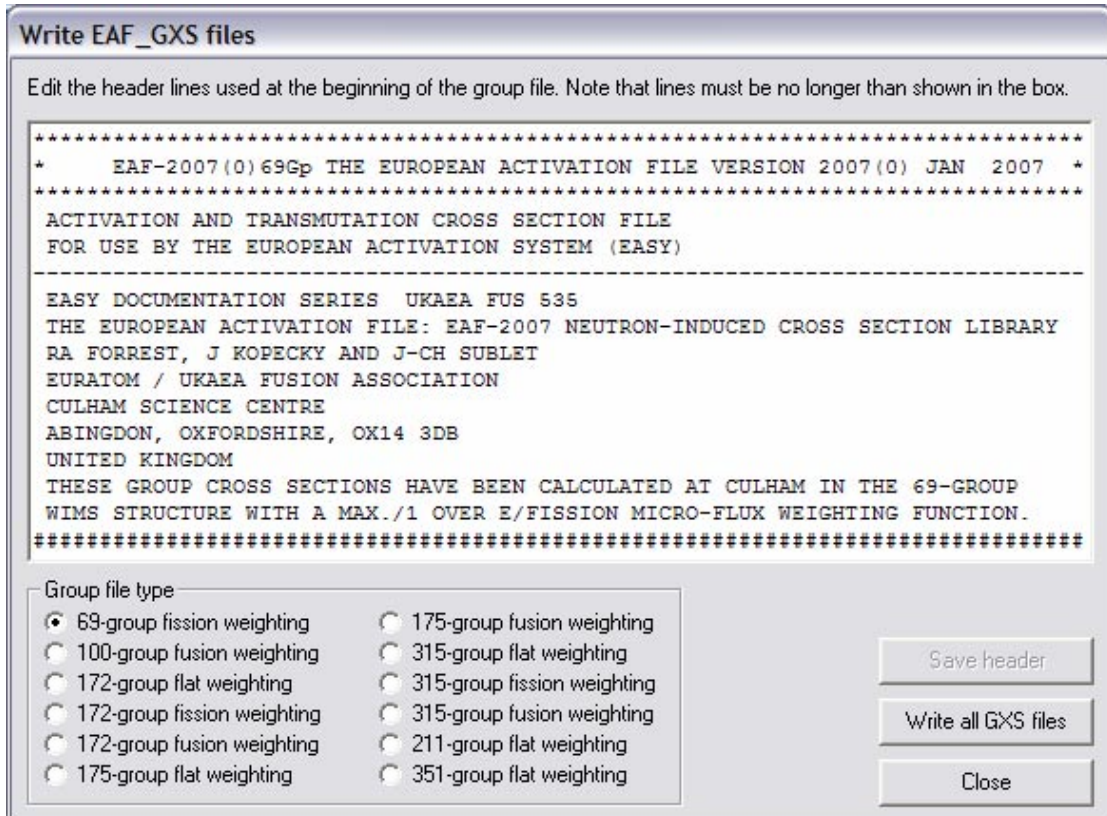 Write EAF_GXS files
Edit the header lines used at the beginning of the group file. Note that lines must be no longer than shown in the box.
*******************************************************************************
*     EAF-2007(0)69Gp THE EUROPEAN ACTIVATION FILE VERSION 2007(0) JAN  2007  *
*******************************************************************************
ACTIVATION AND TRANSMUTATION CROSS SECTION FILE
FOR USE BY THE EUROPEAN ACTIVATION SYSTEM (EASY)
-------------------------------------------------------------------------------
EASY DOCUMENTATION SERIES  UKAEA FUS 535
THE EUROPEAN ACTIVATION FILE: EAF-2007 NEUTRON-INDUCED CROSS SECTION LIBRARY
RA FORREST, J KOPECKY AND J-CH SUBLET
EURATOM / UKAEA FUSION ASSOCIATION
CULHAM SCIENCE CENTRE
ABINGDON, OXFORDSHIRE, OX14 3DB
UNITED KINGDOM
THESE GROUP CROSS SECTIONS HAVE BEEN CALCULATED AT CULHAM IN THE 69-GROUP
WIMS STRUCTURE WITH A MAX./1 OVER E/FISSION MICRO-FLUX WEIGHTING FUNCTION.
###############################################################################
Group file type
69-group fission weighting
100-group fusion weighting
172-group flat weighting
172-group fission weighting
172-group fusion weighting
175-group flat weighting
175-group fusion weighting
315-group flat weighting
315-group fission weighting
315-group fusion weighting
211-group flat weighting
351-group flat weighting
Save header
Write all GXS files
Close